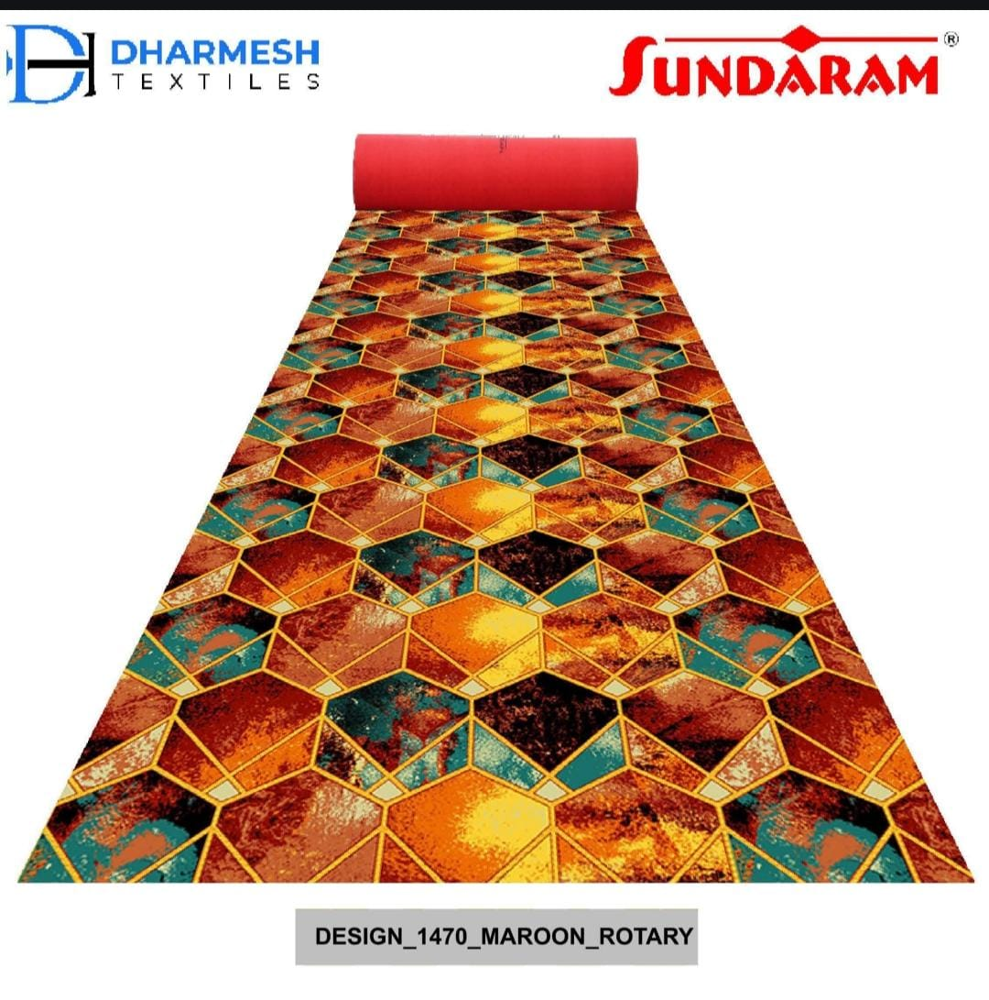 DHARMESH
TEXTILES
SUNDARAM®
DESIGN_1470_MAROON_ROTARY